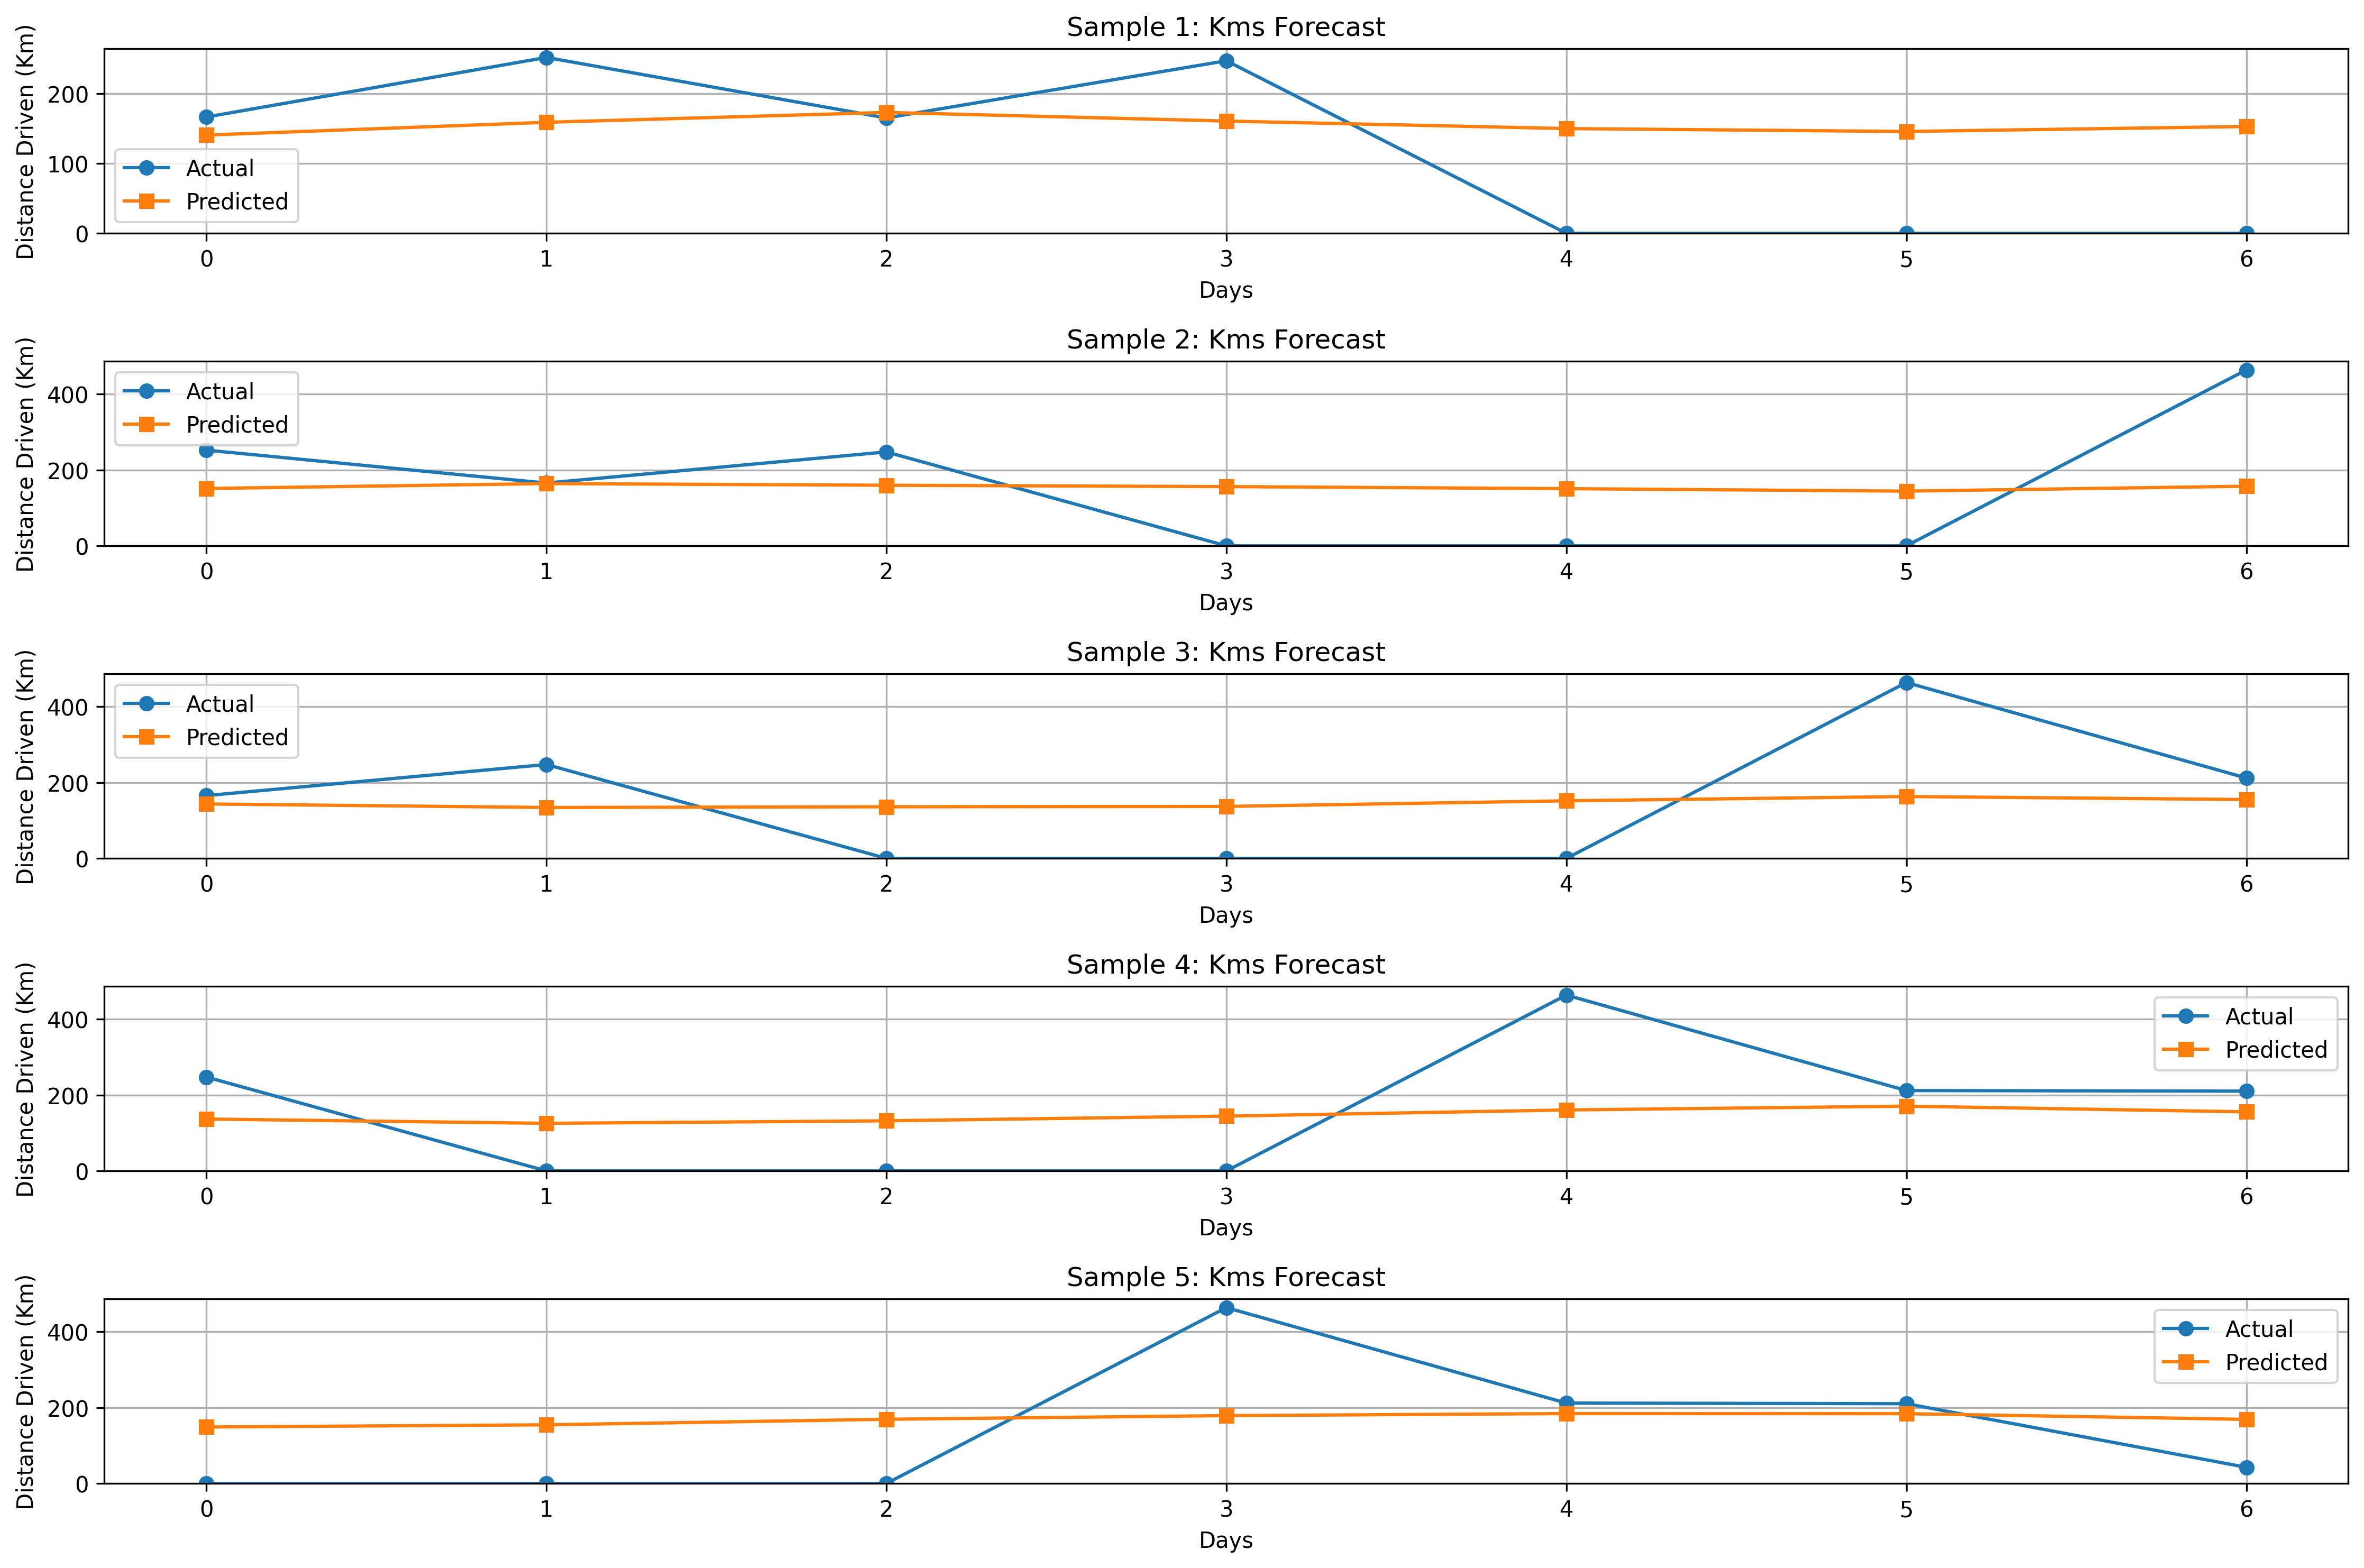 Sample 1: Kms Forecast
Distance Driven (Km)
200
100
0
Actual
Predicted
0 1 2 3 4 5 6
Days
Sample 2: Kms Forecast
Distance Driven (Km)
400
200
0
Actual
Predicted
0 1 2 3 4 5 6
Days
Sample 3: Kms Forecast
Distance Driven (Km)
400
200
0
Actual
Predicted
0 1 2 3 4 5 6
Days
Sample 4: Kms Forecast
Distance Driven (Km)
400
200
0
Actual
Predicted
0 1 2 3 4 5 6
Days
Sample 5: Kms Forecast
Distance Driven (Km)
400
200
0
Actual
Predicted
0 1 2 3 4 5 6
Days